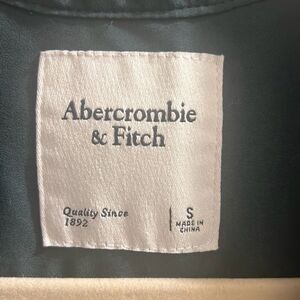 Abercrombie
& Fitch
Quality Since
1892
S
MADE IN
CHINA